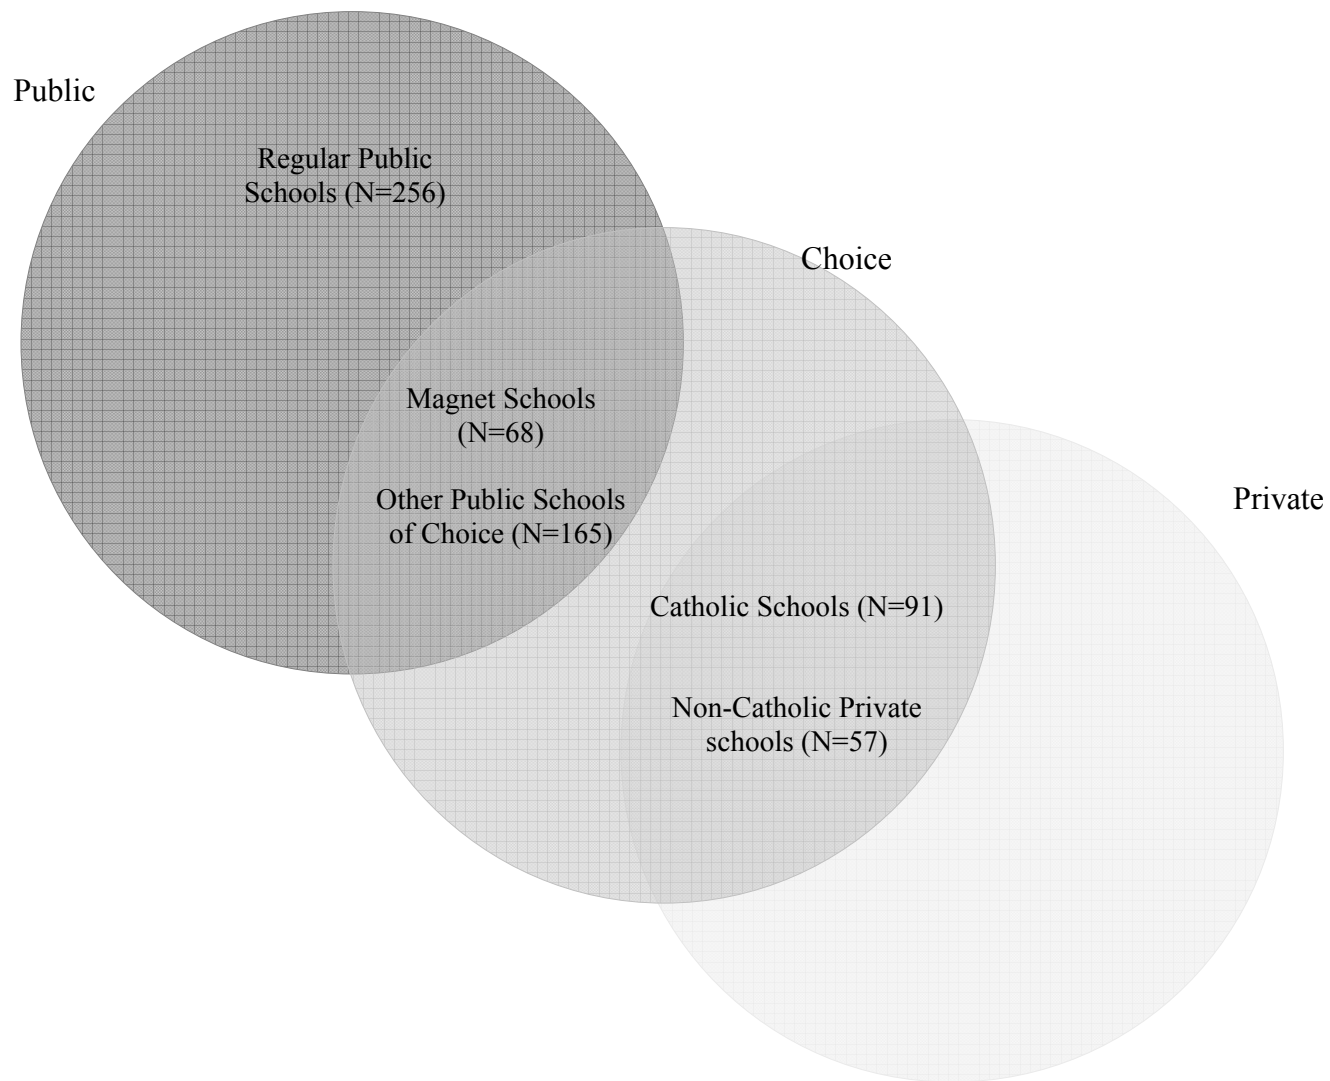 Public
Regular Public
Schools (N=256)
Choice
Magnet Schools
(N=68)
Other Public Schools
of Choice (N=165)
Private
Catholic Schools (N=91)
Non-Catholic Private
schools (N=57)